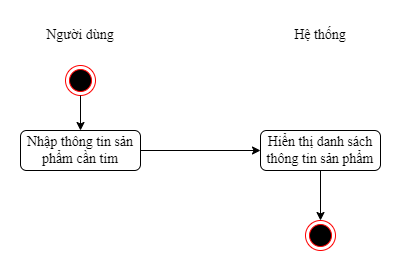 Người dùng
Hệ thống
Nhập thông tin sản
phẩm cần tìm
Hiển thị danh sách
thông tin sản phẩm